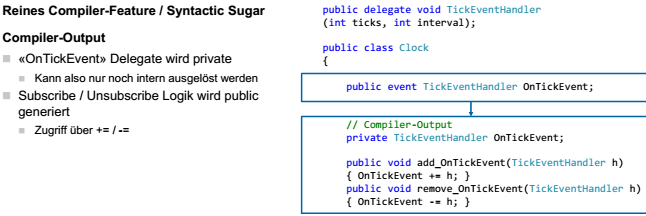 Reines Compiler-Feature / Syntactic Sugar
Compiler-Output
«OnTickEvent» Delegate wird private
Kann also nur noch intern ausgelöst werden
Subscribe / Unsubscribe Logik wird public
generiert
Zugriff über += / -=
public delegate void TickEventHandler
(int ticks, int interval);
public class Clock
{
public event TickEventHandler OnTickEvent;
// Compiler-Output
private TickEventHandler OnTickEvent;
public void add_OnTickEvent(TickEventHandler h)
{ OnTickEvent += h; }
public void remove_OnTickEvent(TickEventHandler h)
{ OnTickEvent -= h; }